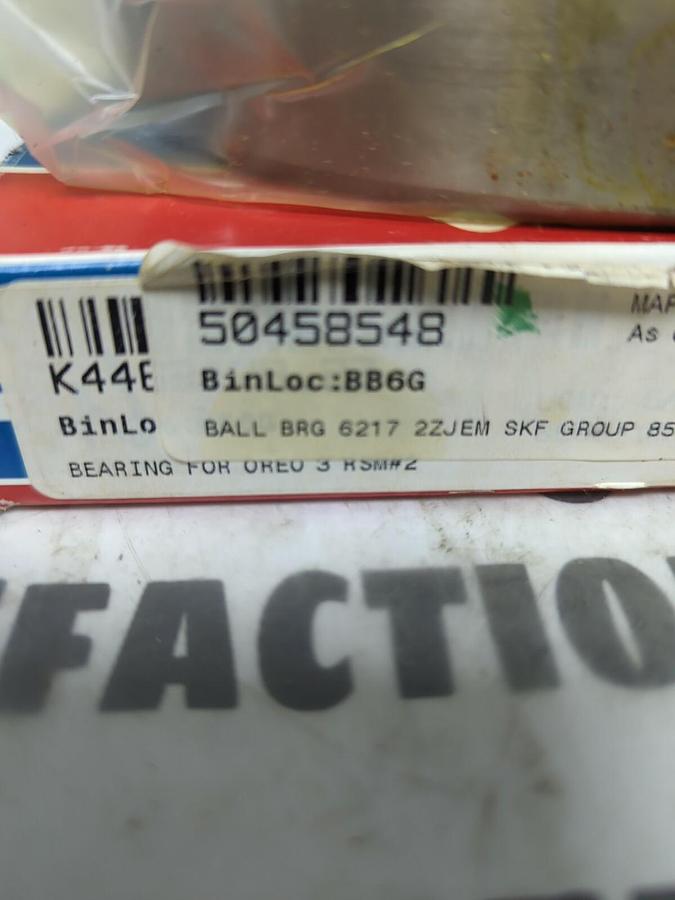 50458548
BinLoc:BB6G
BALL BRG 6217 2ZJEM SKF GROUP 85
MAF
As
K44E
BinLo
BEARING FOR OREO 3 RSM#2
FACTIO